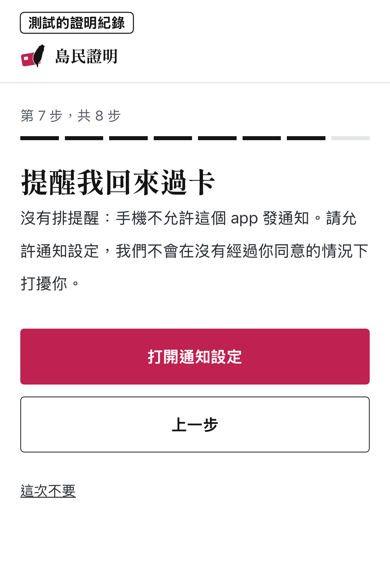 測試的證明紀錄
島民證明
第 7 步，共 8 步
提醒我回來過卡
沒有排提醒：手機不允許這個 app 發通知。請允
許通知設定，我們不會在沒有經過你同意的情況下
打擾你。
打開通知設定
上一步
這次不要